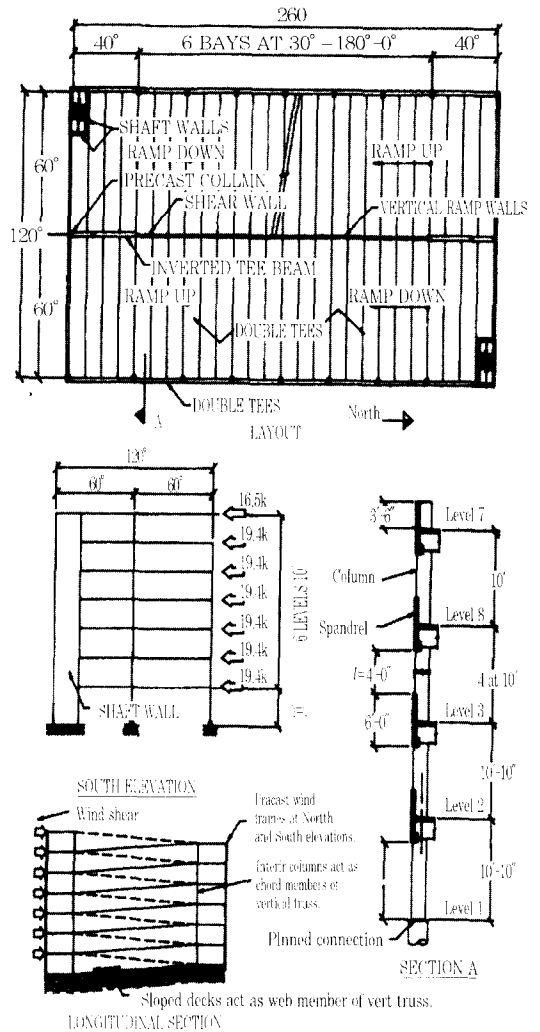 260
40° 6 BAYS AT 30° -180°-0° 40°
SHAFT WALLS
RAMP DOWN
RAMP UP
60°
PRECAST COLLMN
SHEAR WALL
VERTICAL RAMP WALLS
120°
INVERTED TEE BEAM
RAMP UP
RAMP DOWN
60°
DOUBLE TEES
DOUBLE TEES
A
North
LAYOUT
120°
60° 60°
16.5k
19.4k
19.4k
19.4k
19.4k
19.4k
19.4k
6 LEVELS 10'
SHAFT WALL
SOUTH ELEVATION
3'-6"
Level 7
Column
10'
Spandrel
Level 8
l=4'-0"
4 at 10'
6'-0"
Level 3
10'-10"
Level 2
10'-10"
Level 1
Pinned connection
SECTION A
Wind shear
Pracast wind
frames at Nortth
and South elevations.
Interir columns act as
chord members of
vertical truss.
Sloped decks act as web member of vert truss.
LONGITUDINAL SECTION